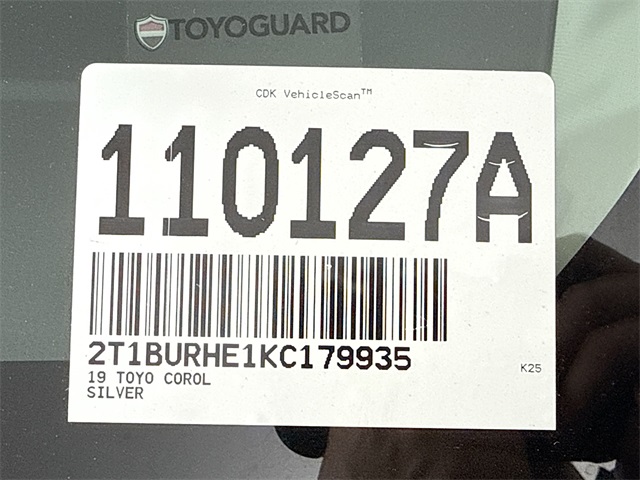 TOYOGUARD
CDK VehicleScan™
110127A
2T1BURHE1KC179935
19 TOYO COROL
K25
SILVER